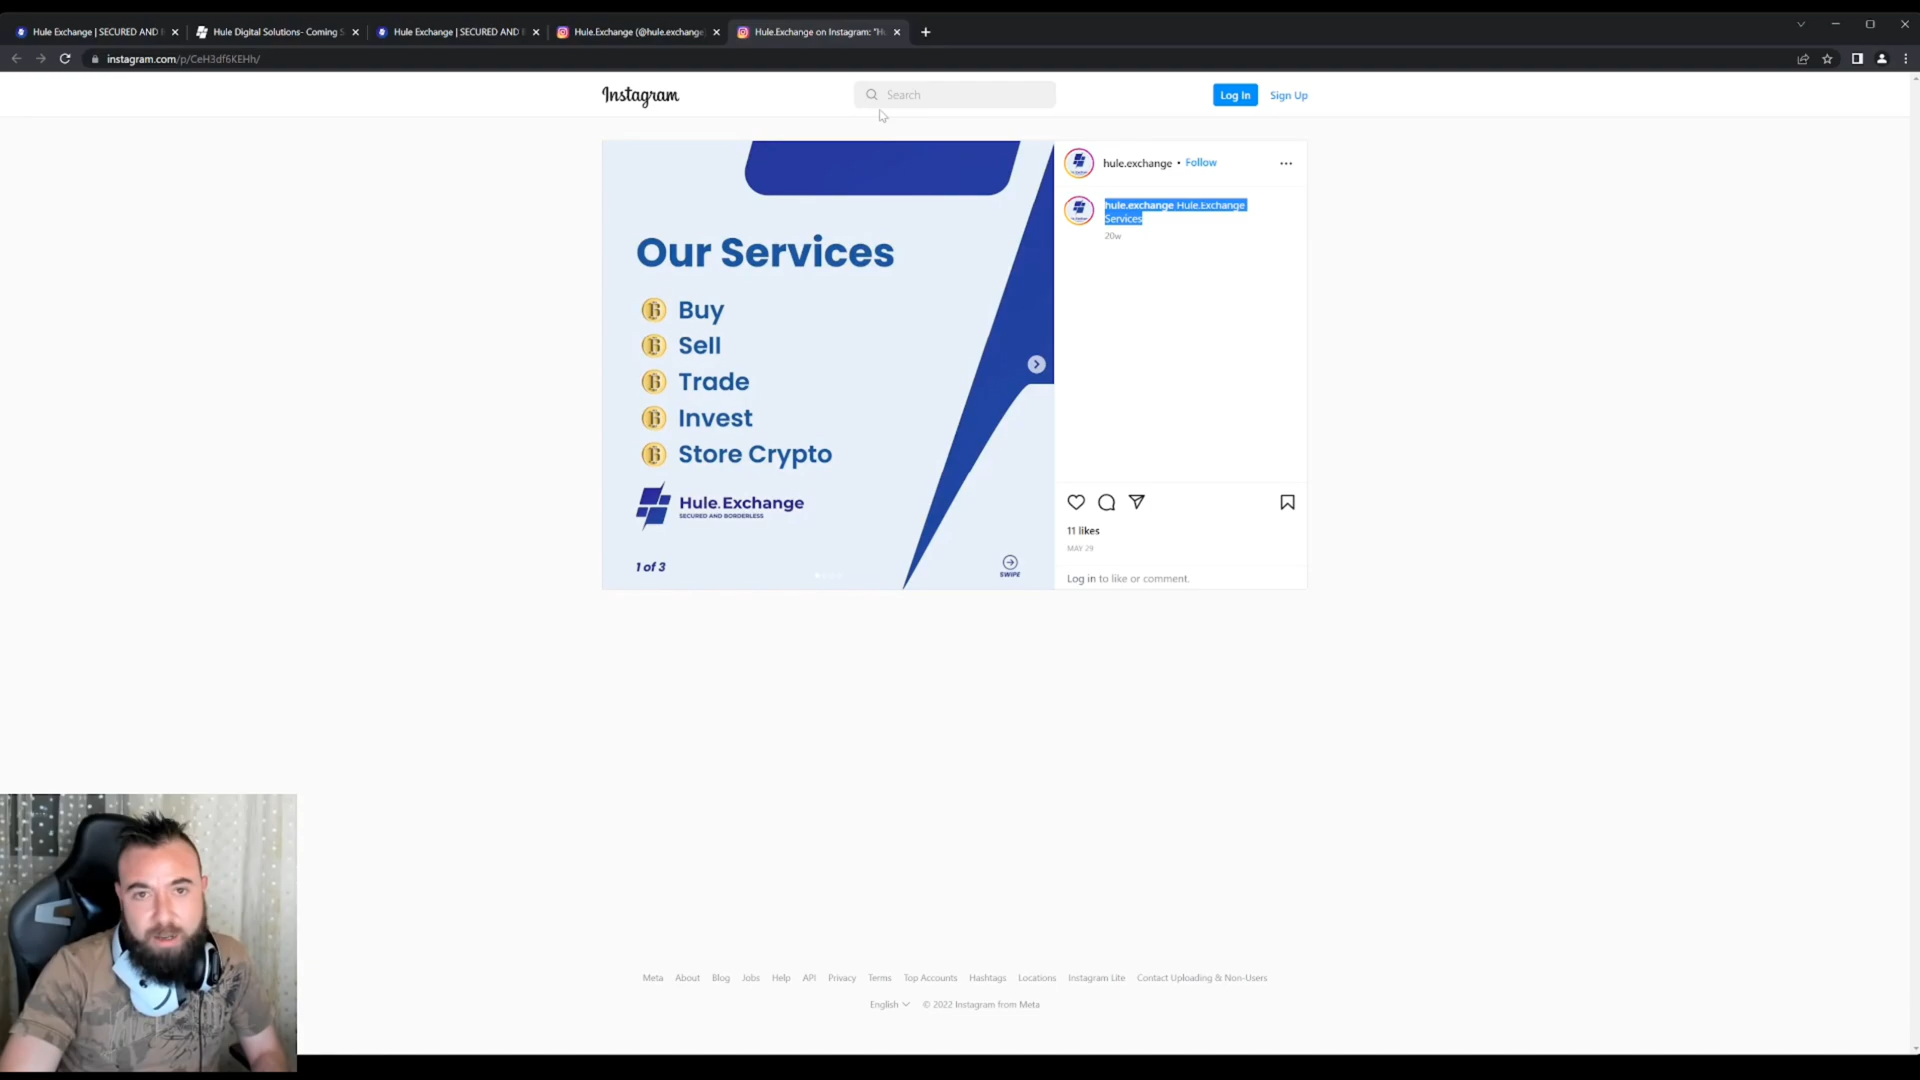 Hule Exchange | SECURED AND
Hule Digital Solutions- Coming S
Hule Exchange | SECURED AND
Hule.Exchange (@hule.exchange
Hule.Exchange on Instagram: "Hu
instagram.com/p/CeH3df6KEHh/
Instagram
Search
Log In
Sign Up
Our Services
Buy
Sell
Trade
Invest
Store Crypto
Hule.Exchange
SECURED AND BORDERLESS
1 of 3
SWIPE
hule.exchange • Follow
hule.exchange Hule.Exchange
Services
20w
11 likes
MAY 29
Log in to like or comment.
Meta About Blog Jobs Help API Privacy Terms Top Accounts Hashtags Locations Instagram Lite Contact Uploading & Non-Users
English © 2022 Instagram from Meta